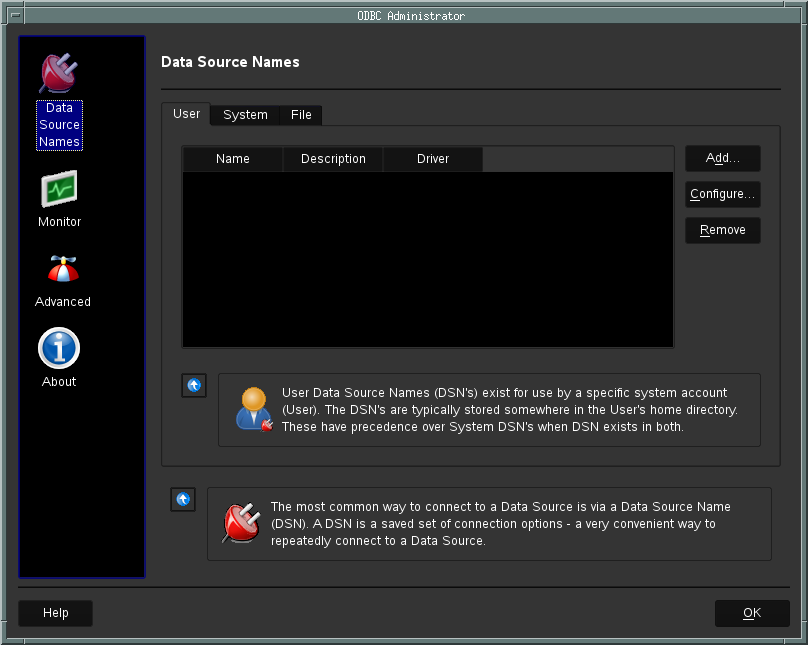 ODBC Administrator
Data
Source
Names
Monitor
Advanced
About
Data Source Names
User System File
Name Description Driver
Add...
Configure...
Remove
User Data Source Names (DSN's) exist for use by a specific system account
(User). The DSN's are typically stored somewhere in the User's home directory.
These have precedence over System DSN's when DSN exists in both.
The most common way to connect to a Data Source is via a Data Source Name
(DSN). A DSN is a saved set of connection options - a very convenient way to
repeatedly connect to a Data Source.
Help OK